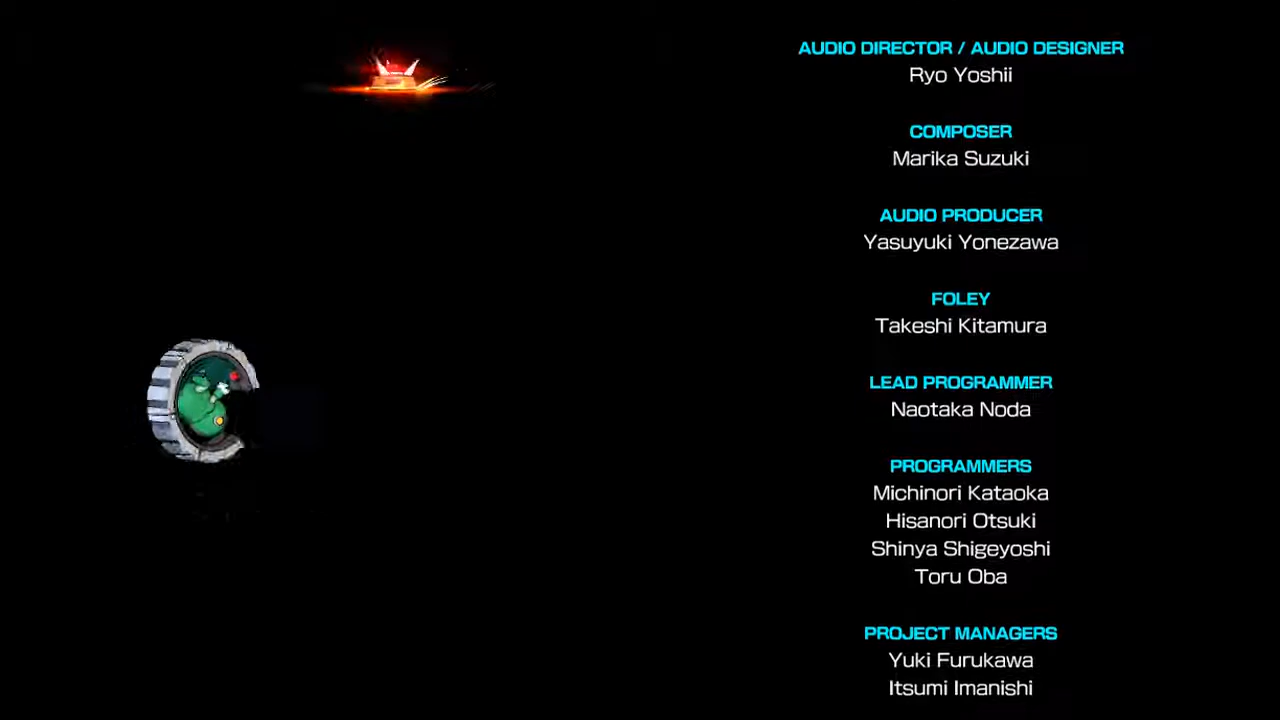 AUDIO DIRECTOR / AUDIO DESIGNER
Ryo Yoshii
COMPOSER
Marika Suzuki
AUDIO PRODUCER
Yasuyuki Yonezawa
FOLEY
Takeshi Kitamura
LEAD PROGRAMMER
Naotaka Noda
PROGRAMMERS
Michinori Kataoka
Hisanori Otsuki
Shinya Shigeyoshi
Toru Oba
PROJECT MANAGERS
Yuki Furukawa
Itsumi Imanishi